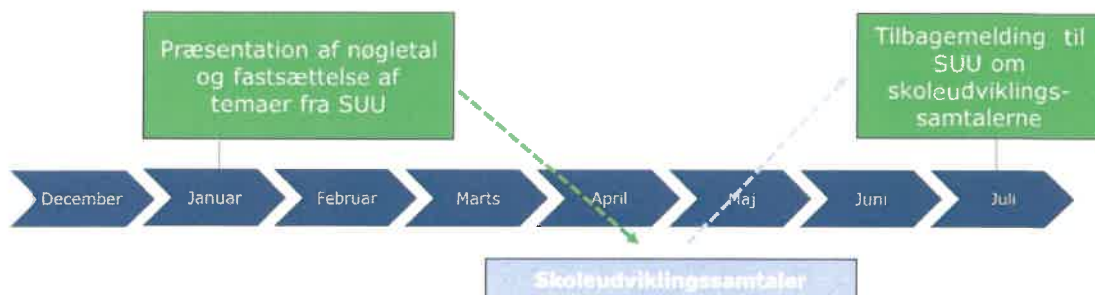 Præsentation af nøgletal
og fastsættelse af
temaer fra SUU
Tilbagemelding til
SUU om
skoleudviklings-
samtalerne
December
Januar
Februar
Marts
April
Maj
Juni
Juli
Skoleudviklingssamtaler